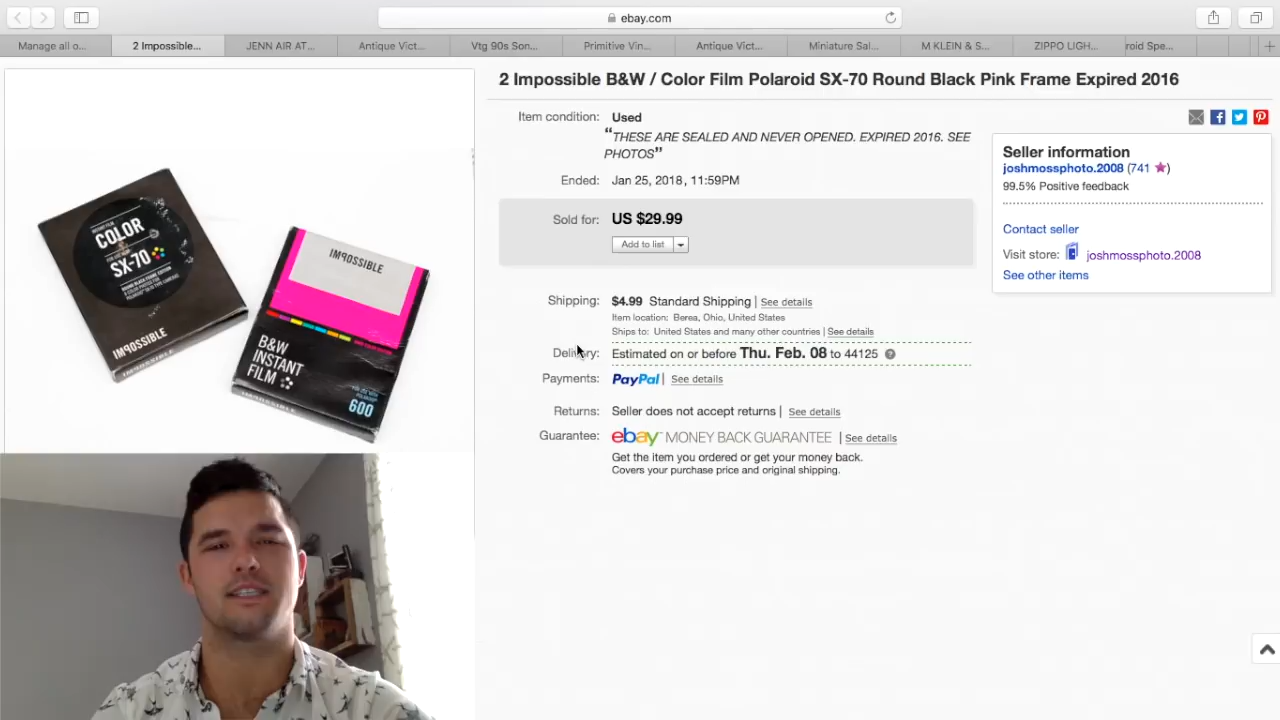 ebay.com
Manage all o...
2 Impossible...
JENN AIR AT...
Antique Vict...
Vtg 90s Son...
Primitive Vin...
Antique Vict...
Miniature Sal...
M KLEIN & S...
ZIPPO LIGH...
roid Spe...
2 Impossible B&W / Color Film Polaroid SX-70 Round Black Pink Frame Expired 2016
Item condition: Used
“THESE ARE SEALED AND NEVER OPENED. EXPIRED 2016. SEE
PHOTOS”
Ended: Jan 25, 2018, 11:59PM
Sold for: US $29.99
Add to list
Shipping: $4.99 Standard Shipping | See details
Item location: Berea, Ohio, United States
Ships to: United States and many other countries | See details
Delivery: Estimated on or before Thu. Feb. 08 to 44125
Payments: PayPal | See details
Returns: Seller does not accept returns | See details
Guarantee: ebay MONEY BACK GUARANTEE | See details
Get the item you ordered or get your money back.
Covers your purchase price and original shipping.
Seller information
joshmossphoto.2008 (741 ★)
99.5% Positive feedback
Contact seller
Visit store: joshmossphoto.2008
See other items
COLOR
SX-70
IMPOSSIBLE
IMPOSSIBLE
B&W
INSTANT
FILM
600